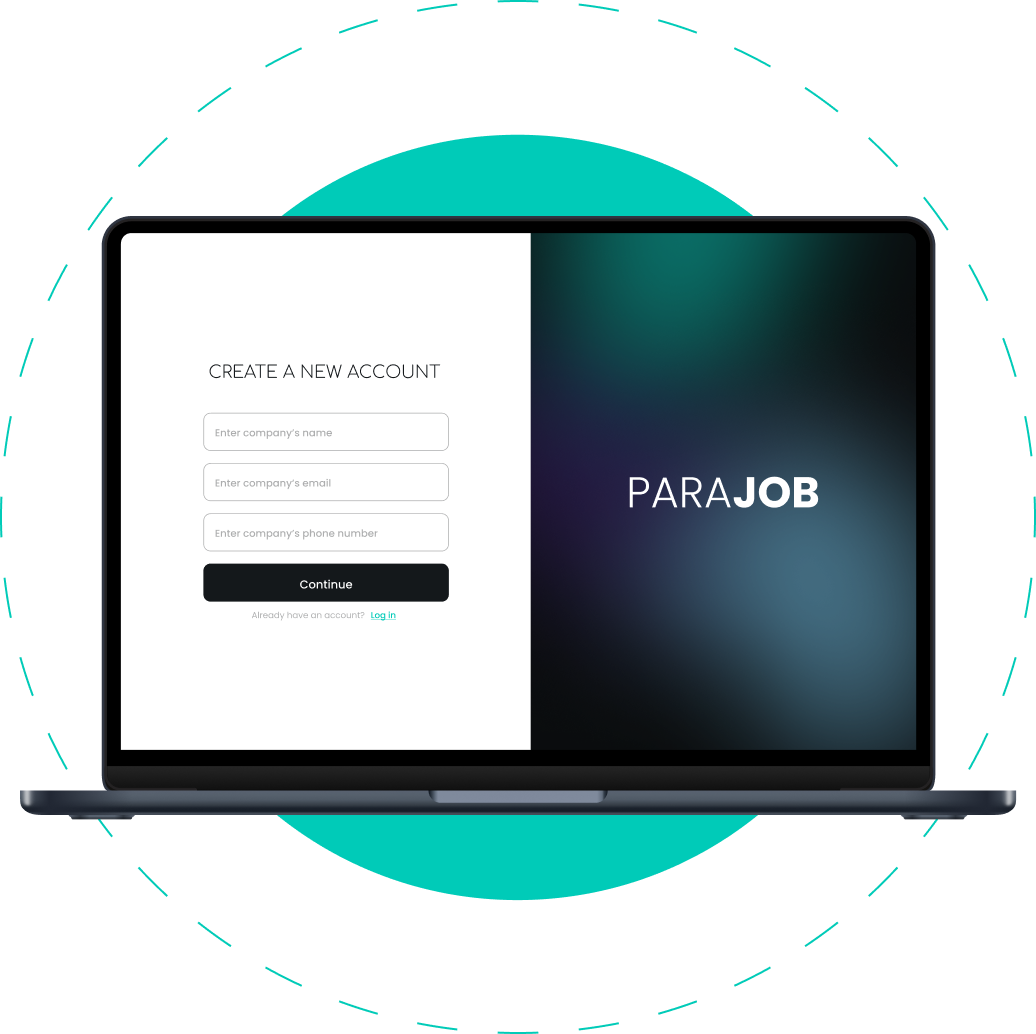 CREATE A NEW ACCOUNT
Enter company's name
Enter company's email
Enter company's phone number
Continue
Already have an account? Log in
PARAJOB